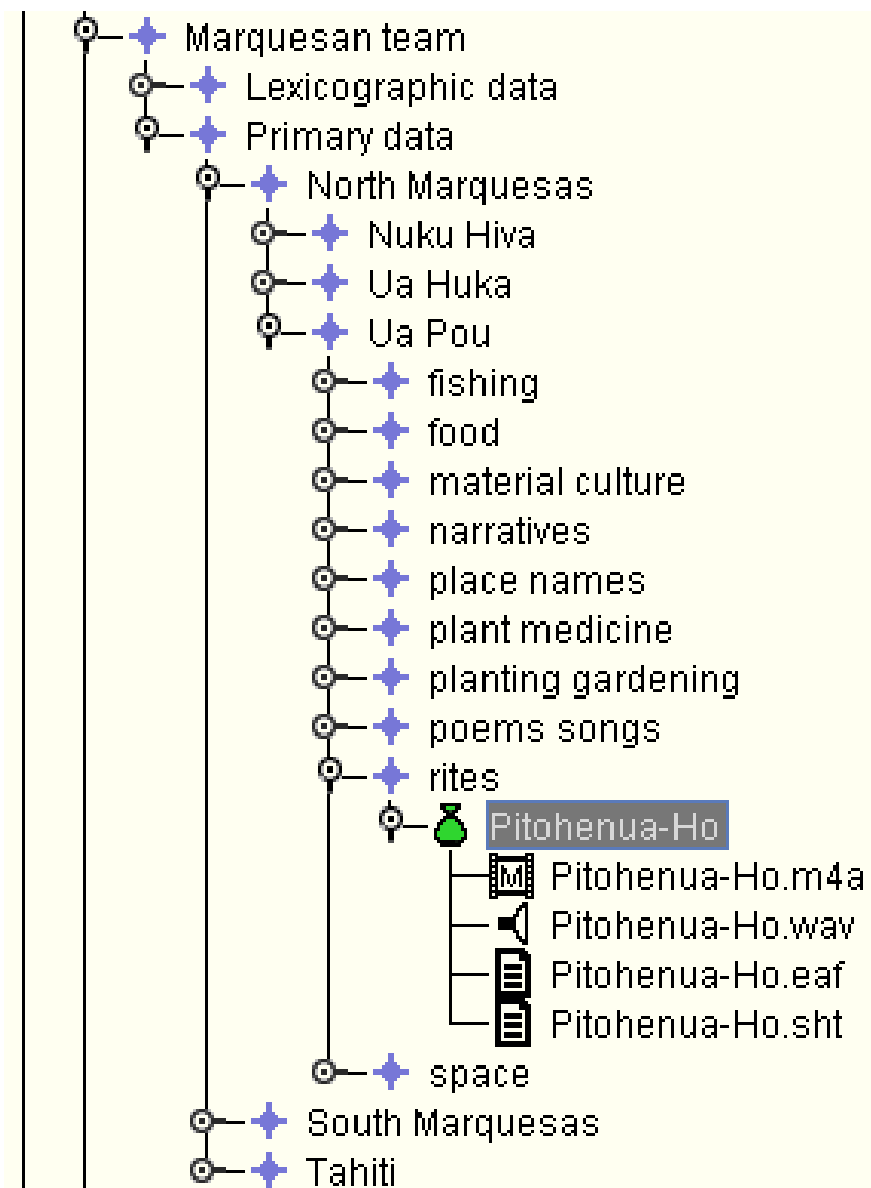 Marquesan team
Lexicographic data
Primary data
North Marquesas
Nuku Hiva
Ua Huka
Ua Pou
fishing
food
material culture
narratives
place names
plant medicine
planting gardening
poems songs
rites
Pitohenua-Ho
M Pitohenua-Ho.m4a
Pitohenua-Ho.wav
Pitohenua-Ho.eaf
Pitohenua-Ho.sht
space
South Marquesas
Tahiti